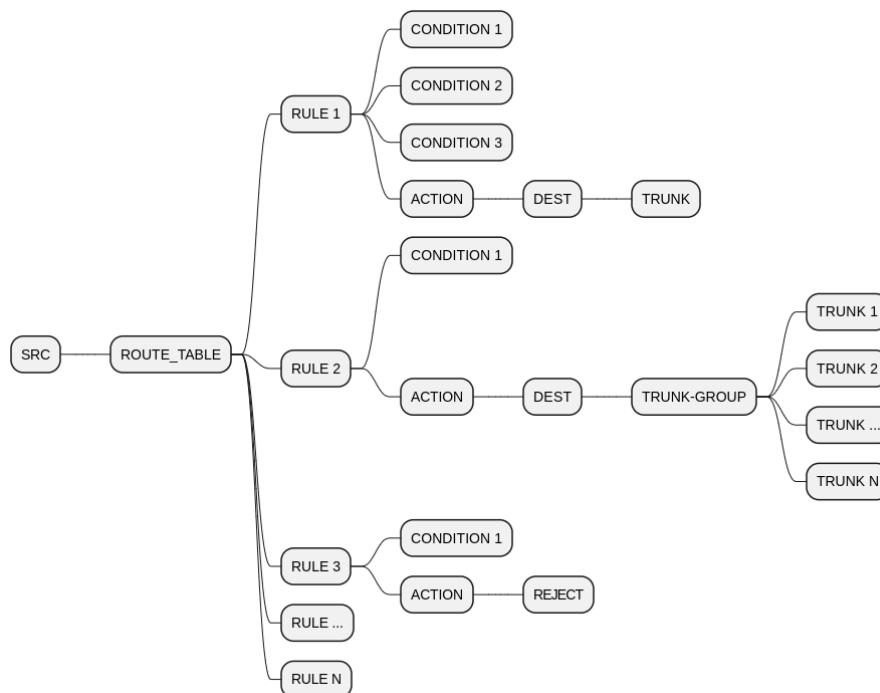 CONDITION 1
CONDITION 2
RULE 1
CONDITION 3
ACTION DEST TRUNK
CONDITION 1
TRUNK 1
SRC ROUTE_TABLE RULE 2 TRUNK 2
ACTION DEST TRUNK-GROUP
TRUNK ...
TRUNK N
CONDITION 1
RULE 3
ACTION REJECT
RULE ...
RULE N